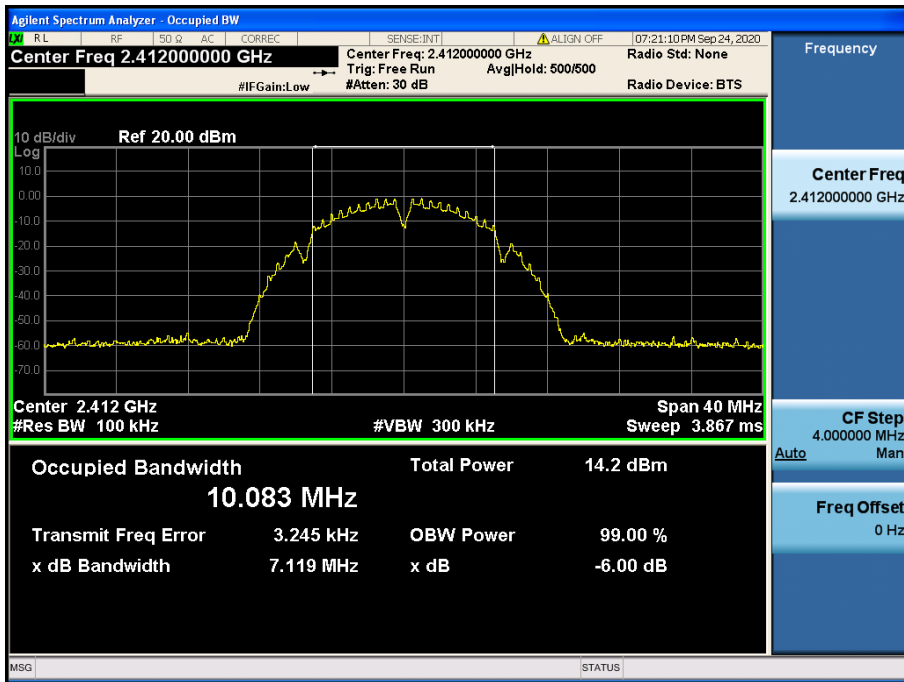 Agilent Spectrum Analyzer - Occupied BW
LXI RL RF 50 Ω AC CORREC SENSE:INT ALIGN OFF 07:21:10 PM Sep 24, 2020
Center Freq 2.412000000 GHz
Center Freq: 2.412000000 GHz
Radio Std: None
Trig: Free Run Avg|Hold: 500/500
#IFGain:Low
#Atten: 30 dB
Radio Device: BTS
10 dB/div Ref 20.00 dBm
Log
10.0
0.00
-10.0
-20.0
-30.0
-40.0
-50.0
-60.0
-70.0
Center 2.412 GHz
Span 40 MHz
#Res BW 100 kHz
#VBW 300 kHz
Sweep 3.867 ms
Occupied Bandwidth
10.083 MHz
Total Power 14.2 dBm
Transmit Freq Error 3.245 kHz
OBW Power 99.00 %
x dB Bandwidth 7.119 MHz
x dB -6.00 dB
Frequency
Center Freq
2.412000000 GHz
CF Step
4.000000 MHz
Auto Man
Freq Offset
0 Hz
MSG
STATUS